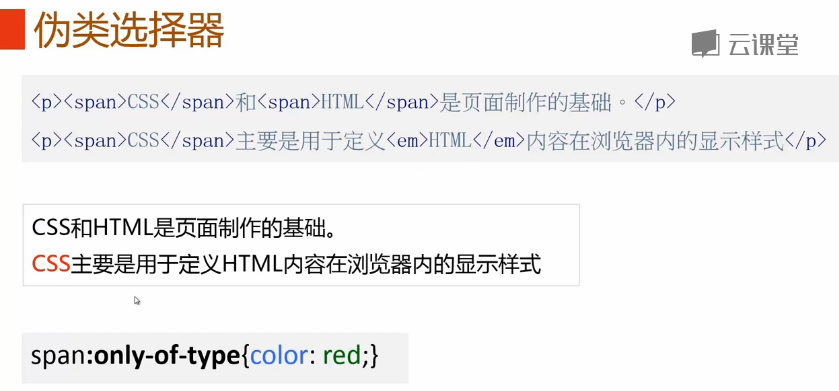 伪类选择器
云课堂
<p><span>CSS</span>和<span>HTML</span>是页面制作的基础。</p>
<p><span>CSS</span>主要是用于定义<em>HTML</em>内容在浏览器内的显示样式</p>
CSS和HTML是页面制作的基础。
CSS主要是用于定义HTML内容在浏览器内的显示样式
span:only-of-type{color: red;}